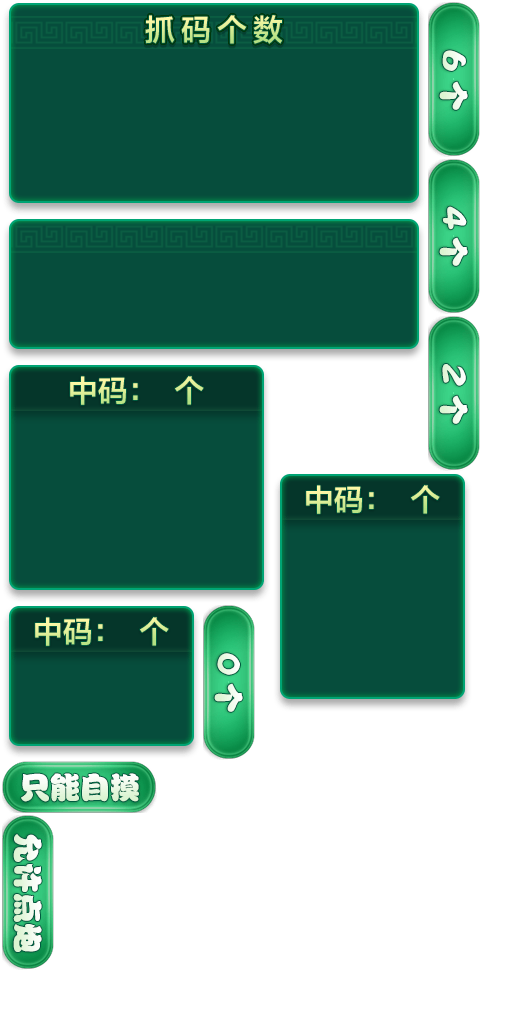 抓码个数
6个
4个
2个
中码： 个
中码： 个
中码： 个
0个
只能自摸
允许点炮